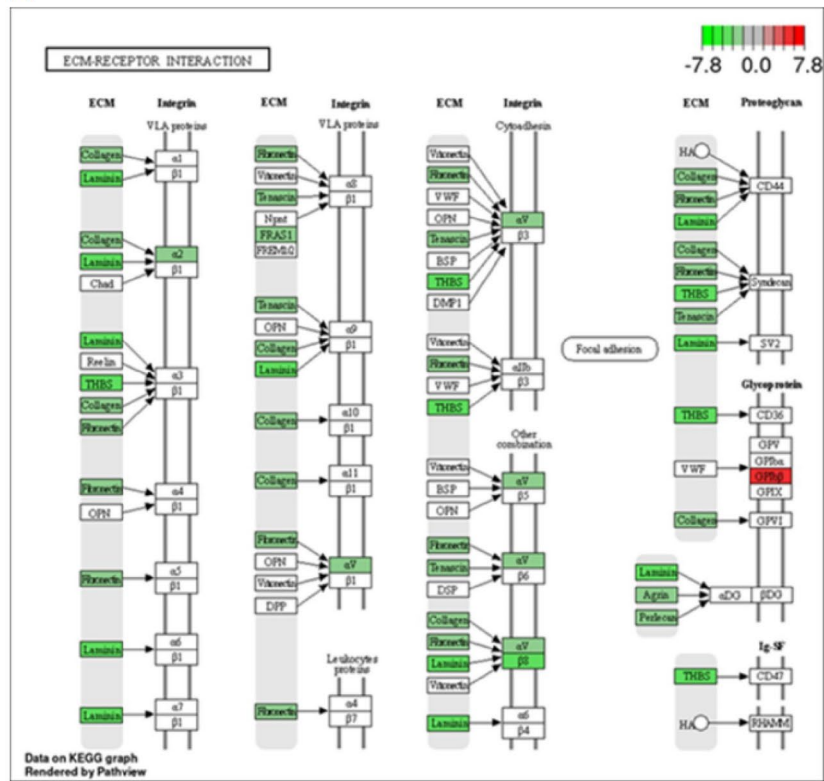 -7.8 0.0 7.8
ECM-RECEPTOR INTERACTION
ECM Integrin
VLA proteins
Collagen
Laminin
α1
β1
Collagen
Laminin
Chad
α2
β1
Laminin
Reelin
THBS
Collagen
Fibronectin
α3
β1
Fibronectin
OPN
α4
β1
Fibronectin
α5
β1
Laminin
α6
β1
Laminin
α7
β1
ECM Integrin
VLA proteins
Fibronectin
Vitronectin
Tenascin
Npnt
FRAS1
α8
β1
Tenascin
OPN
Collagen
Laminin
α9
β1
Collagen
α10
β1
Collagen
α11
β1
Fibronectin
OPN
Vitronectin
DPP
αV
β1
Leukocytes
proteins
Fibronectin
α4
β7
ECM Integrin
Cytoadhesin
Vitronectin
Fibronectin
VWF
OPN
Tenascin
BSP
THBS
DMP1
αV
β3
Vitronectin
Fibronectin
VWF
THBS
αIIb
β3
Other
combination
Vitronectin
BSP
OPN
αV
β5
Fibronectin
Tenascin
DSP
αV
β6
Collagen
Fibronectin
Laminin
Vitronectin
αV
β8
Laminin
α6
β4
Focal adhesion
ECM Proteoglycan
HA
Collagen
Fibronectin
Laminin
CD44
Collagen
Fibronectin
THBS
Tenascin
Syndecan
Laminin
SV2
Glycoprotein
THBS
CD36
VWF
GPV
GPIbα
GPIbβ
GPIX
Collagen
GPVI
Laminin
Agrin
Perlecan
αDG βDG
Ig-SF
THBS
CD47
HA
RHAMM
Data on KEGG graph
Rendered by Pathview